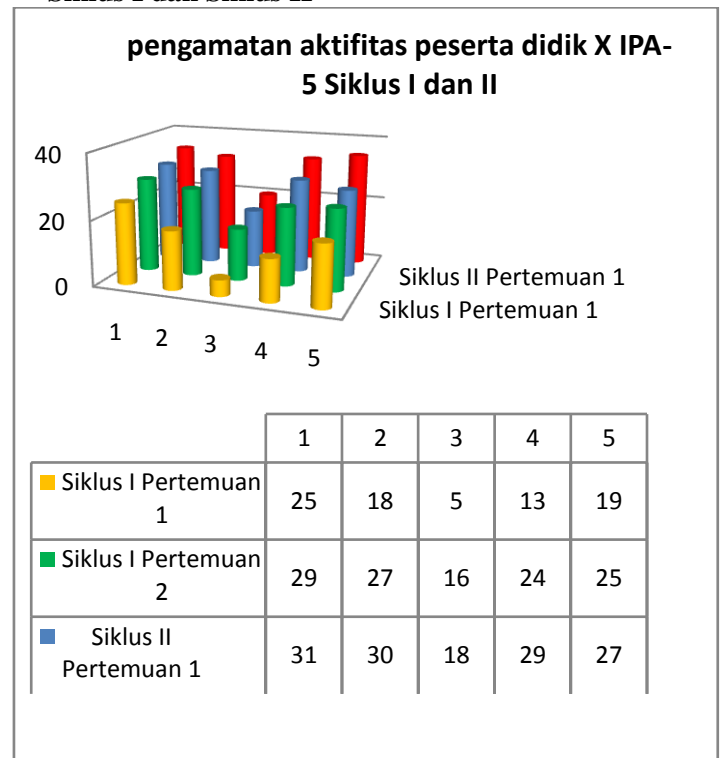 pengamatan aktifitas peserta didik X IPA-
5 Siklus I dan II
40
20
0
1 2 3 4 5
Siklus II Pertemuan 1
Siklus I Pertemuan 1
1 2 3 4 5
Siklus I Pertemuan
1
25 18 5 13 19
Siklus I Pertemuan
2
29 27 16 24 25
Siklus II
Pertemuan 1
31 30 18 29 27